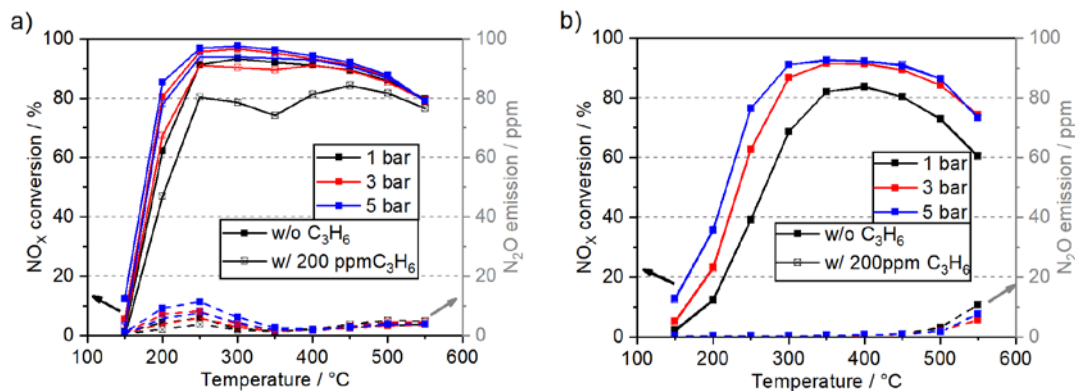 a)
NOX conversion / %
100
80
60
40
20
0
100
200
300
400
500
600
Temperature / °C
1 bar
3 bar
5 bar
w/o C3H6
w/ 200 ppmC3H6
100
80
60
40
20
0
N2O emission / ppm
b)
NOX conversion / %
100
80
60
40
20
0
100
200
300
400
500
600
Temperature / °C
1 bar
3 bar
5 bar
w/o C3H6
w/ 200ppm C3H6
100
80
60
40
20
0
N2O emission / ppm